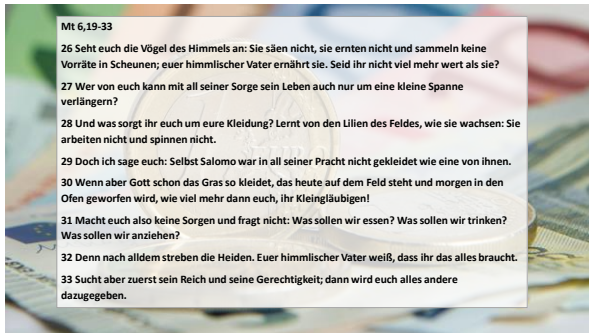 Mt 6,19-33
26 Seht euch die Vögel des Himmels an: Sie säen nicht, sie ernten nicht und sammeln keine
Vorräte in Scheunen; euer himmlischer Vater ernährt sie. Seid ihr nicht viel mehr wert als sie?
27 Wer von euch kann mit all seiner Sorge sein Leben auch nur um eine kleine Spanne
verlängern?
28 Und was sorgt ihr euch um eure Kleidung? Lernt von den Lilien des Feldes, wie sie wachsen: Sie
arbeiten nicht und spinnen nicht.
29 Doch ich sage euch: Selbst Salomo war in all seiner Pracht nicht gekleidet wie eine von ihnen.
30 Wenn aber Gott schon das Gras so kleidet, das heute auf dem Feld steht und morgen in den
Ofen geworfen wird, wie viel mehr dann euch, ihr Kleingläubigen!
31 Macht euch also keine Sorgen und fragt nicht: Was sollen wir essen? Was sollen wir trinken?
Was sollen wir anziehen?
32 Denn nach alldem streben die Heiden. Euer himmlischer Vater weiß, dass ihr das alles braucht.
33 Sucht aber zuerst sein Reich und seine Gerechtigkeit; dann wird euch alles andere
dazugegeben.